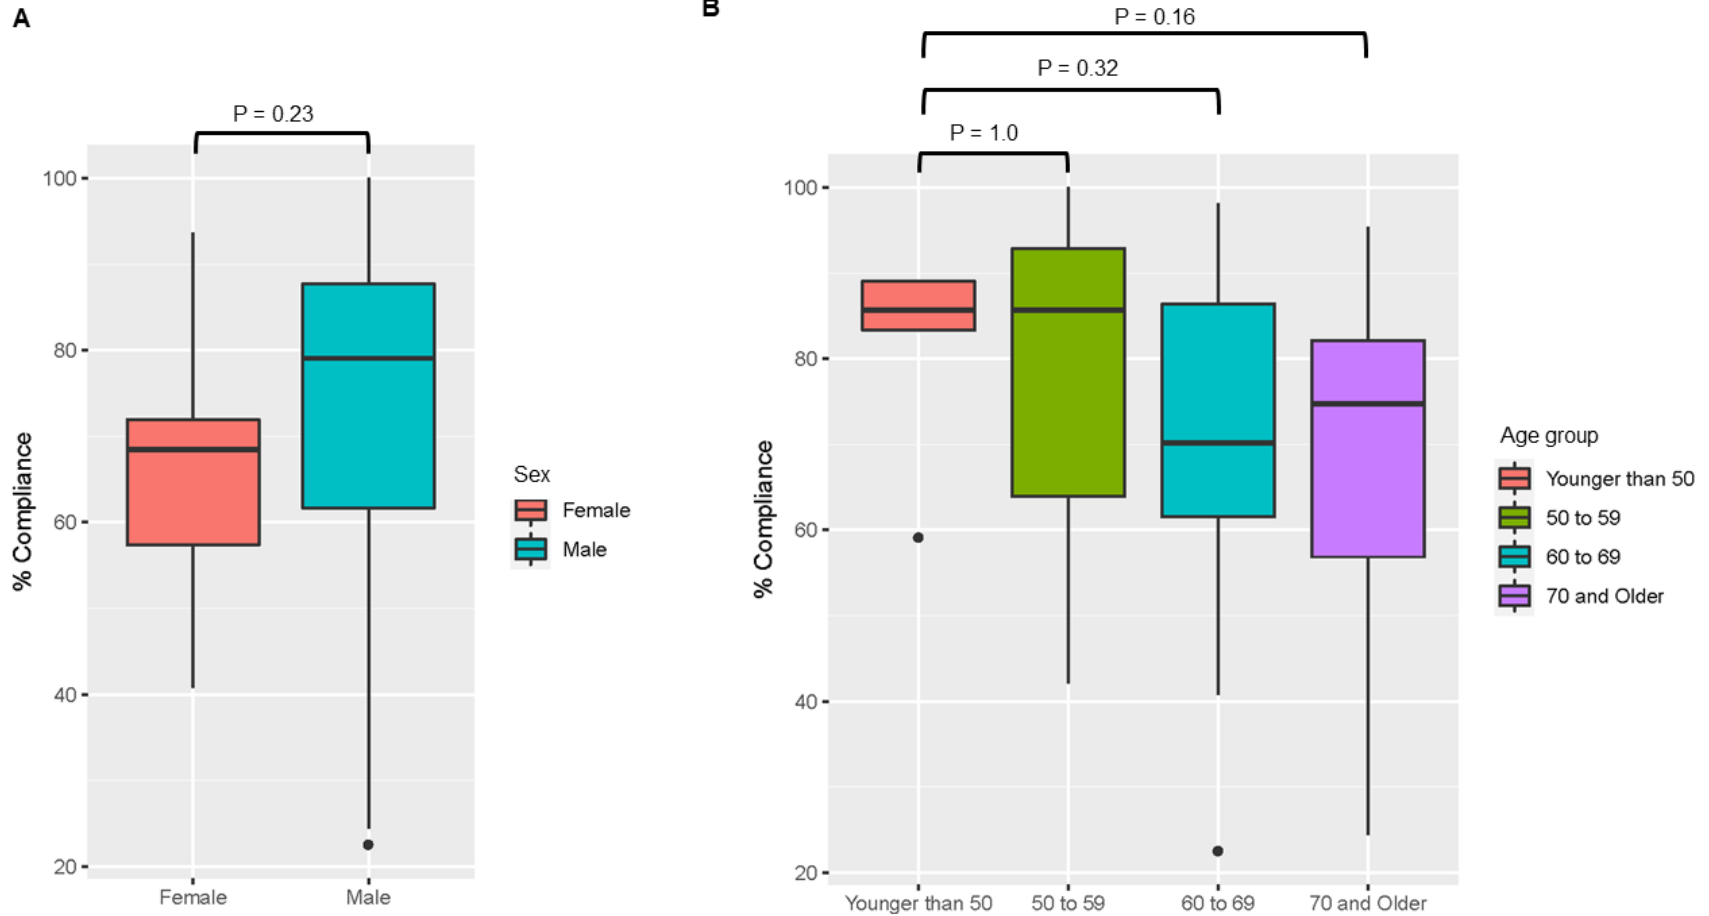 A
P = 0.23
100
80
60
40
20
% Compliance
Female
Male
Sex
Female
Male
B
P = 0.16
P = 0.32
P = 1.0
100
80
60
40
20
% Compliance
Younger than 50
50 to 59
60 to 69
70 and Older
Age group
Younger than 50
50 to 59
60 to 69
70 and Older